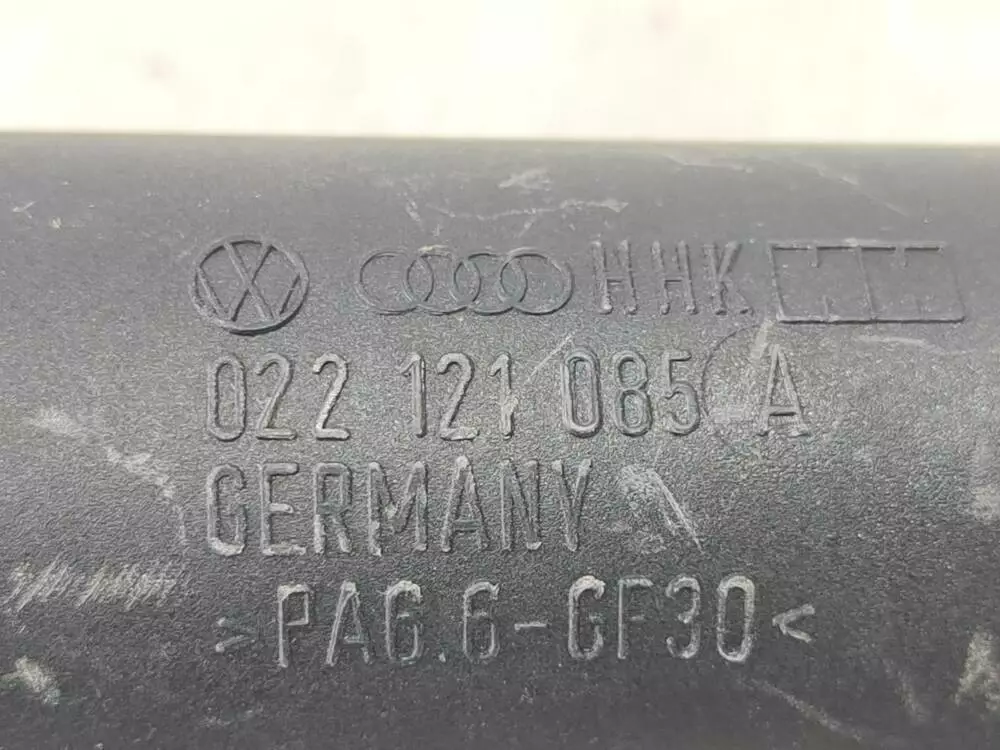 HHK
022 121 085 A
GERMANY
>PA6.6-GF30<